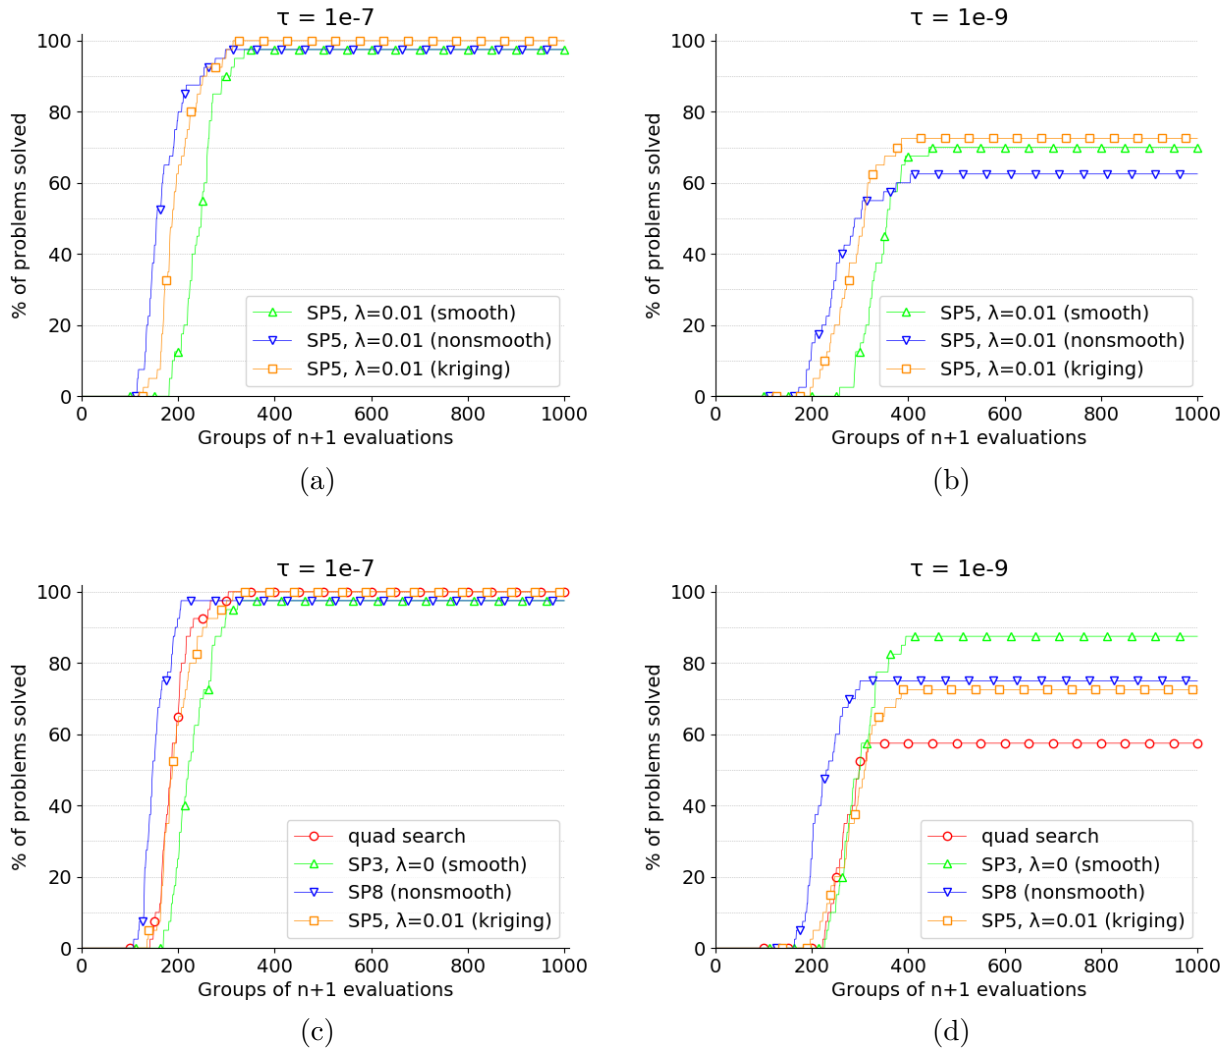 τ = 1e-7
% of problems solved
100
80
60
40
20
0
0 200 400 600 800 1000
Groups of n+1 evaluations
SP5, λ=0.01 (smooth)
SP5, λ=0.01 (nonsmooth)
SP5, λ=0.01 (kriging)
(a)
τ = 1e-9
% of problems solved
100
80
60
40
20
0
0 200 400 600 800 1000
Groups of n+1 evaluations
SP5, λ=0.01 (smooth)
SP5, λ=0.01 (nonsmooth)
SP5, λ=0.01 (kriging)
(b)
τ = 1e-7
% of problems solved
100
80
60
40
20
0
0 200 400 600 800 1000
Groups of n+1 evaluations
quad search
SP3, λ=0 (smooth)
SP8 (nonsmooth)
SP5, λ=0.01 (kriging)
(c)
τ = 1e-9
% of problems solved
100
80
60
40
20
0
0 200 400 600 800 1000
Groups of n+1 evaluations
quad search
SP3, λ=0 (smooth)
SP8 (nonsmooth)
SP5, λ=0.01 (kriging)
(d)